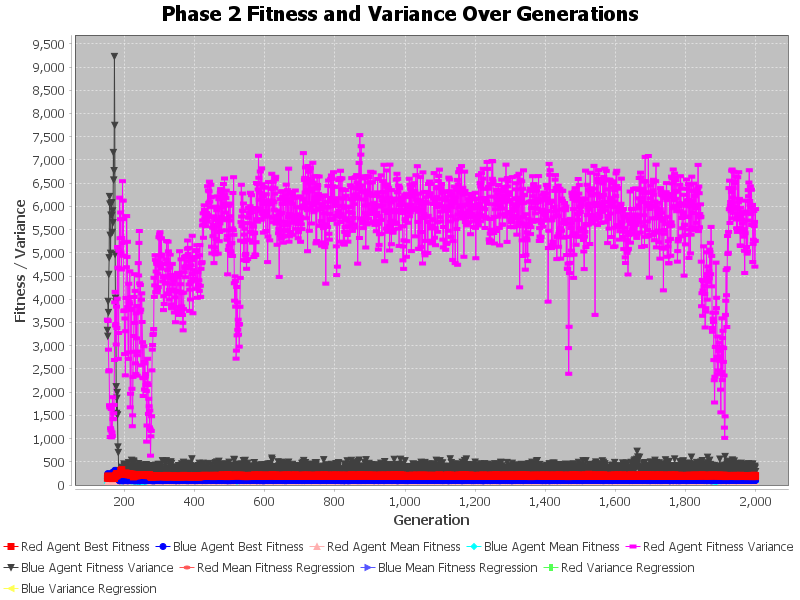 Phase 2 Fitness and Variance Over Generations
9,500
9,000
8,500
8,000
7,500
7,000
6,500
6,000
5,500
5,000
4,500
4,000
3,500
3,000
2,500
2,000
1,500
1,000
500
0
Fitness / Variance
200 400 600 800 1,000 1,200 1,400 1,600 1,800 2,000
Generation
Red Agent Best Fitness Blue Agent Best Fitness Red Agent Mean Fitness Blue Agent Mean Fitness Red Agent Fitness Variance
Blue Agent Fitness Variance Red Mean Fitness Regression Blue Mean Fitness Regression Red Variance Regression
Blue Variance Regression